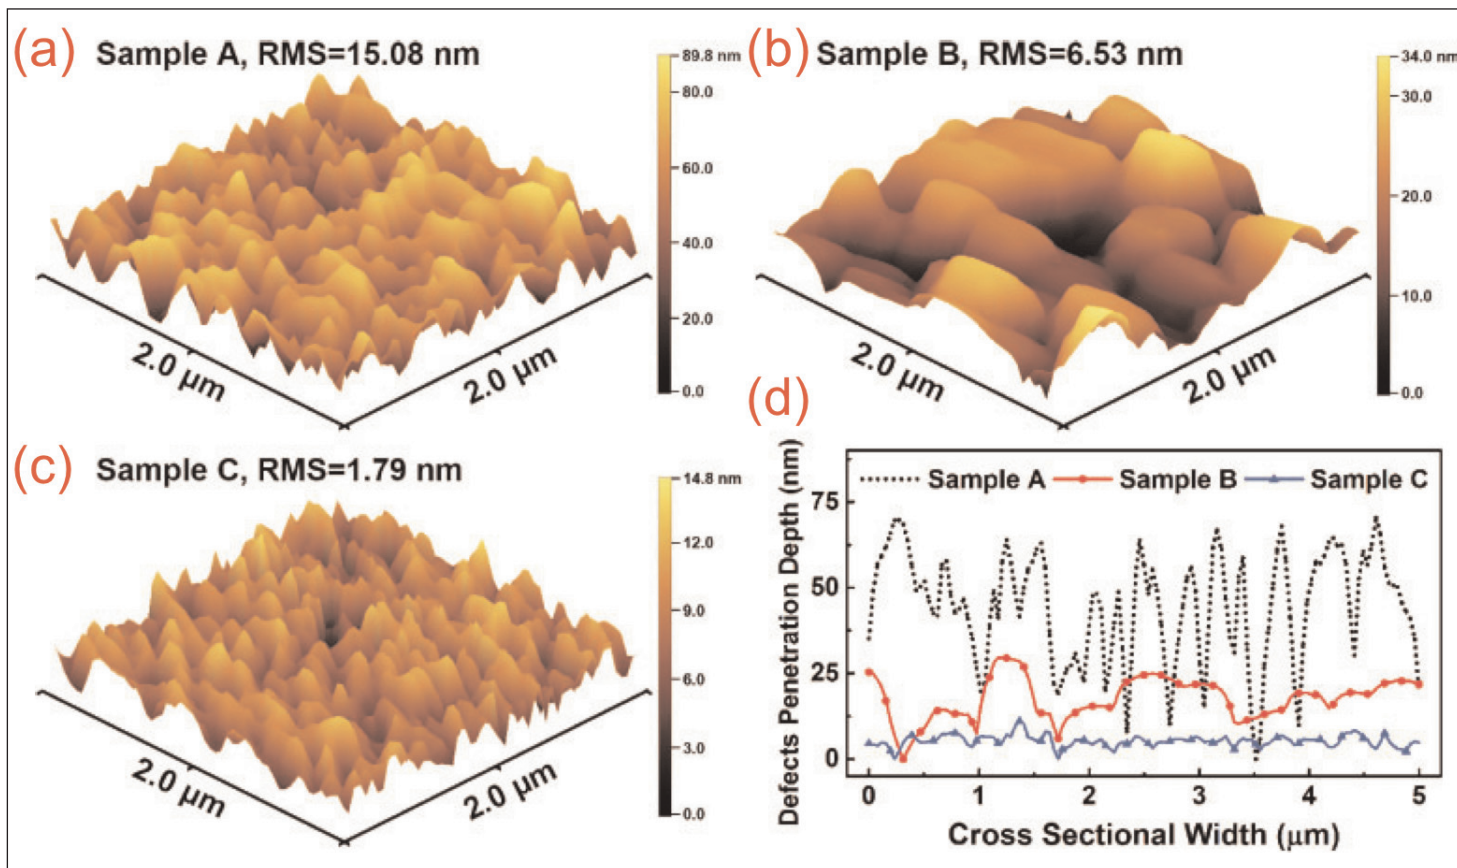 (a) Sample A, RMS=15.08 nm
89.8 nm
80.0
60.0
40.0
20.0
0.0
2.0 µm
2.0 µm
(b) Sample B, RMS=6.53 nm
34.0 nm
30.0
20.0
10.0
0.0
2.0 µm
2.0 µm
(c) Sample C, RMS=1.79 nm
14.8 nm
12.0
9.0
6.0
3.0
0.0
2.0 µm
2.0 µm
(d)
Sample A Sample B Sample C
Defects Penetration Depth (nm)
75
50
25
0
0 1 2 3 4 5
Cross Sectional Width (µm)